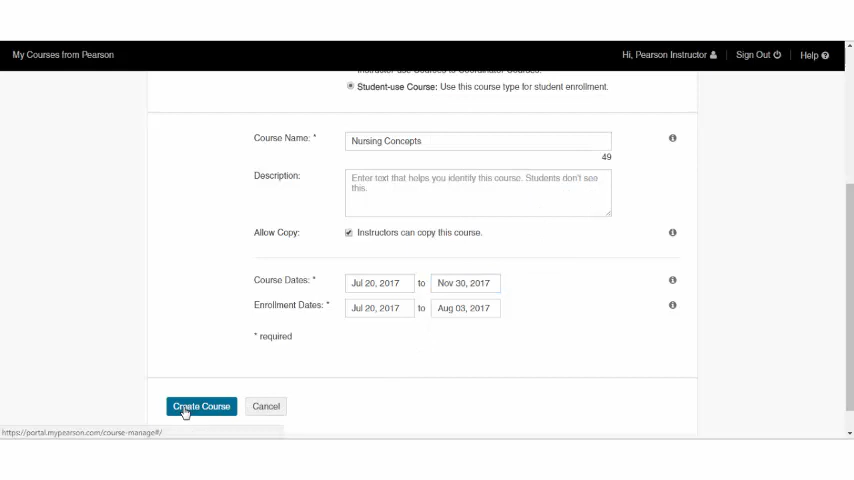 My Courses from Pearson
Hi, Pearson Instructor
Sign Out
Help
Instructor-use Courses to Coordinator Courses.
Student-use Course: Use this course type for student enrollment.
Course Name: *
Nursing Concepts
49
Description:
Enter text that helps you identify this course. Students don't see
this.
Allow Copy:
Instructors can copy this course.
Course Dates: *
Jul 20, 2017 to Nov 30, 2017
Enrollment Dates: *
Jul 20, 2017 to Aug 03, 2017
* required
Create Course
Cancel
https://portal.mypearson.com/course-manage#/